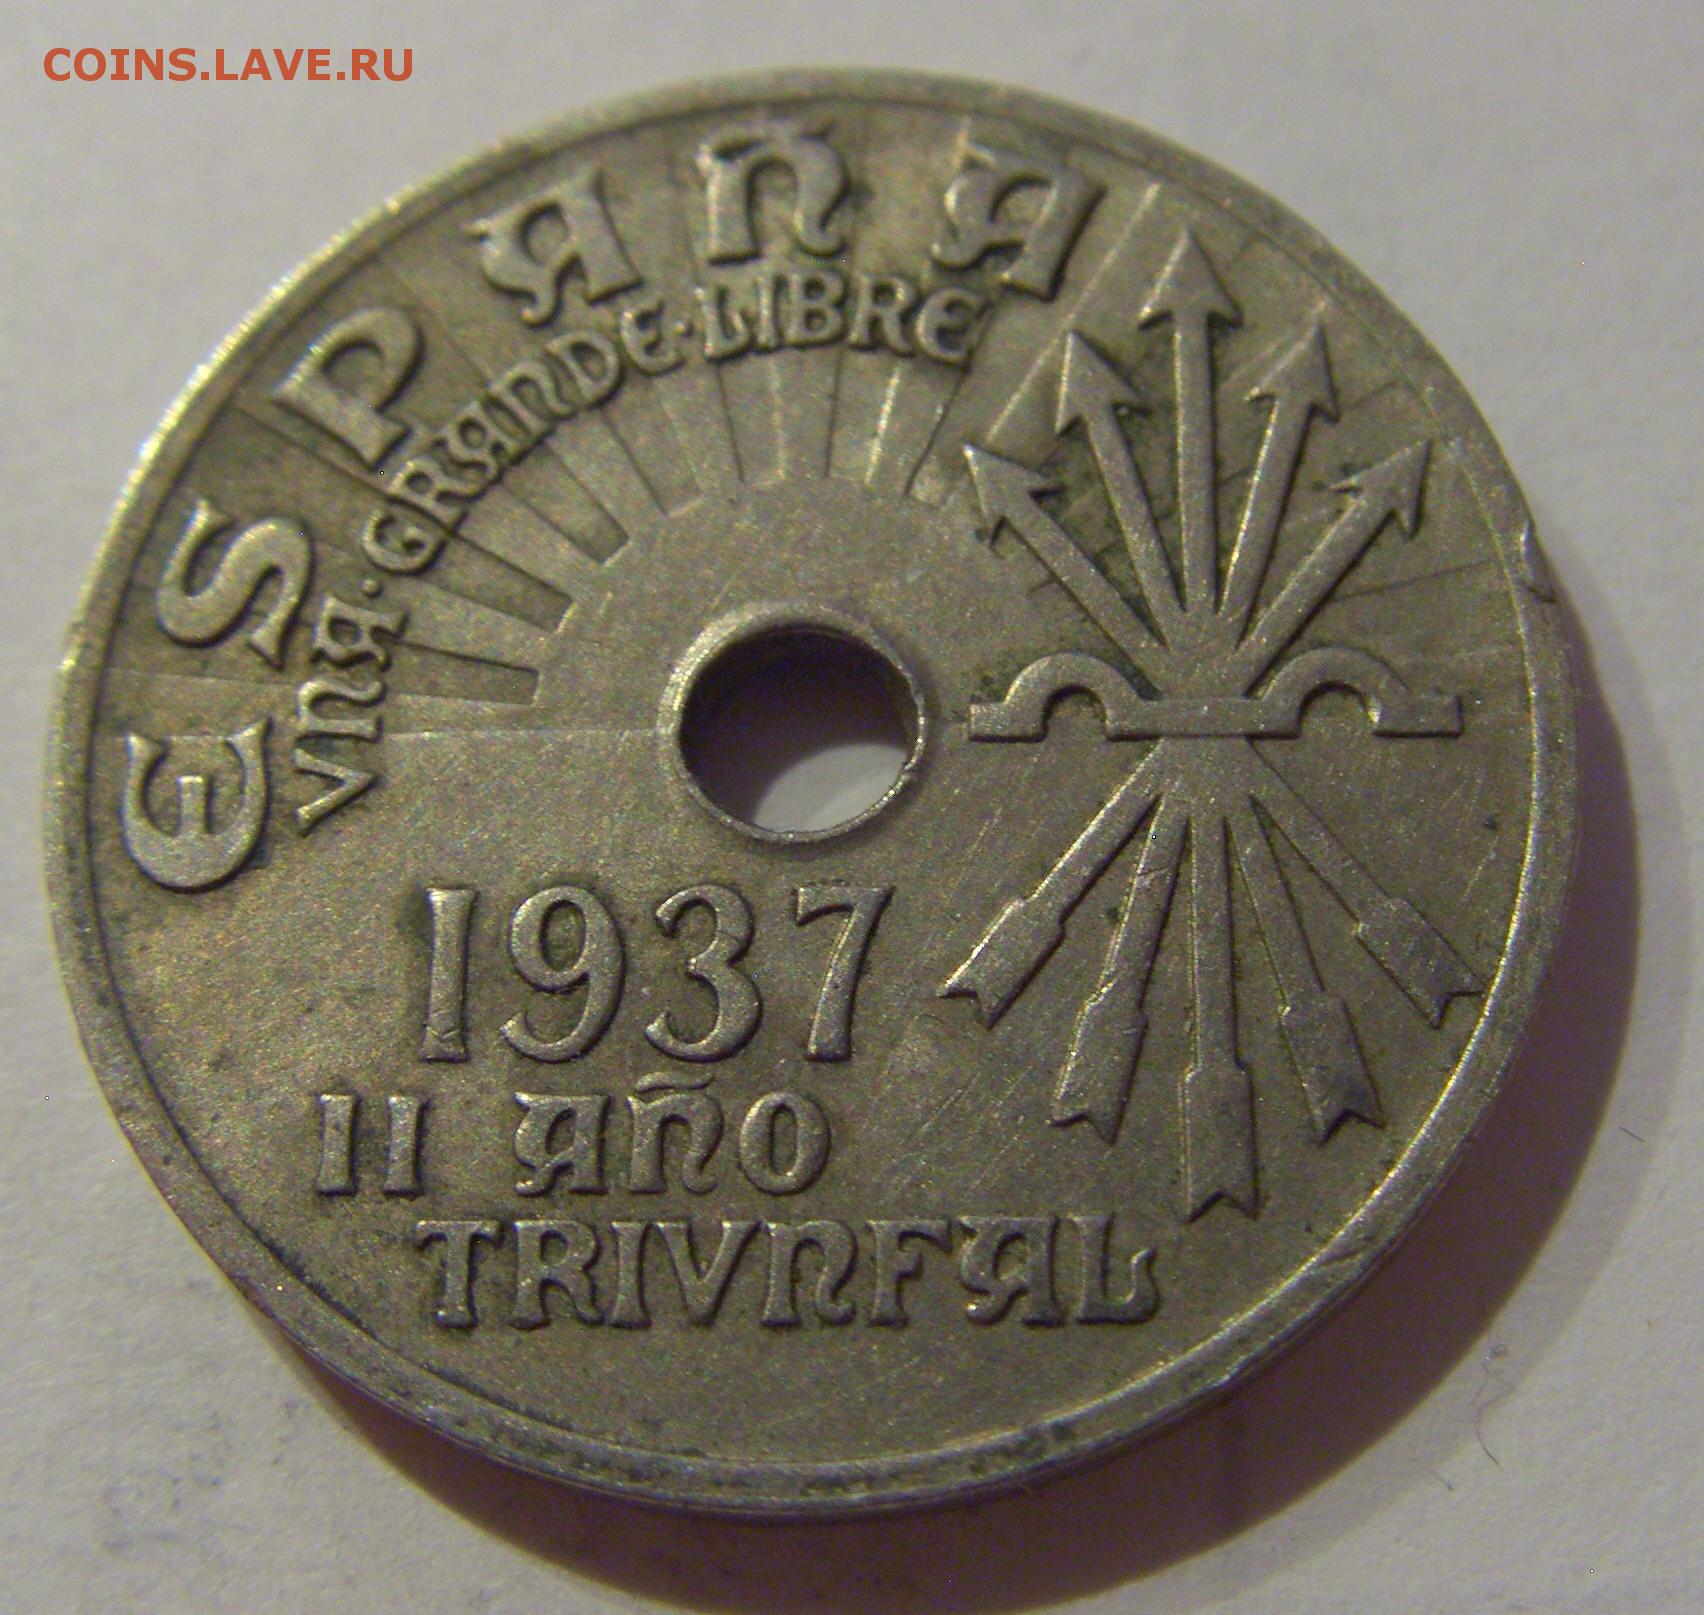 COINS.LAVE.RU
ESPAÑA
VNA·GRANDE·LIBRE
1937
II AÑO
TRIVNFAL